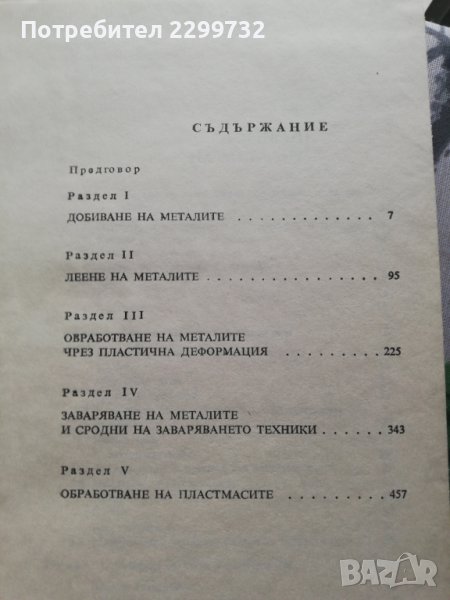 Потребител 2299732
СЪДЪРЖАНИЕ
Предговор
Раздел I
ДОБИВАНЕ НА МЕТАЛИТЕ . . . . . . . . . . . . . 7
Раздел II
ЛЕЕНЕ НА МЕТАЛИТЕ . . . . . . . . . . . . . . . . 95
Раздел III
ОБРАБОТВАНЕ НА МЕТАЛИТЕ
ЧРЕЗ ПЛАСТИЧНА ДЕФОРМАЦИЯ . . . . . . . . . 225
Раздел IV
ЗАВАРЯВАНЕ НА МЕТАЛИТЕ
И СРОДНИ НА ЗАВАРЯВАНЕТО ТЕХНИКИ . . . . . . 343
Раздел V
ОБРАБОТВАНЕ НА ПЛАСТМАСИТЕ . . . . . . . . . 457
BAZAR